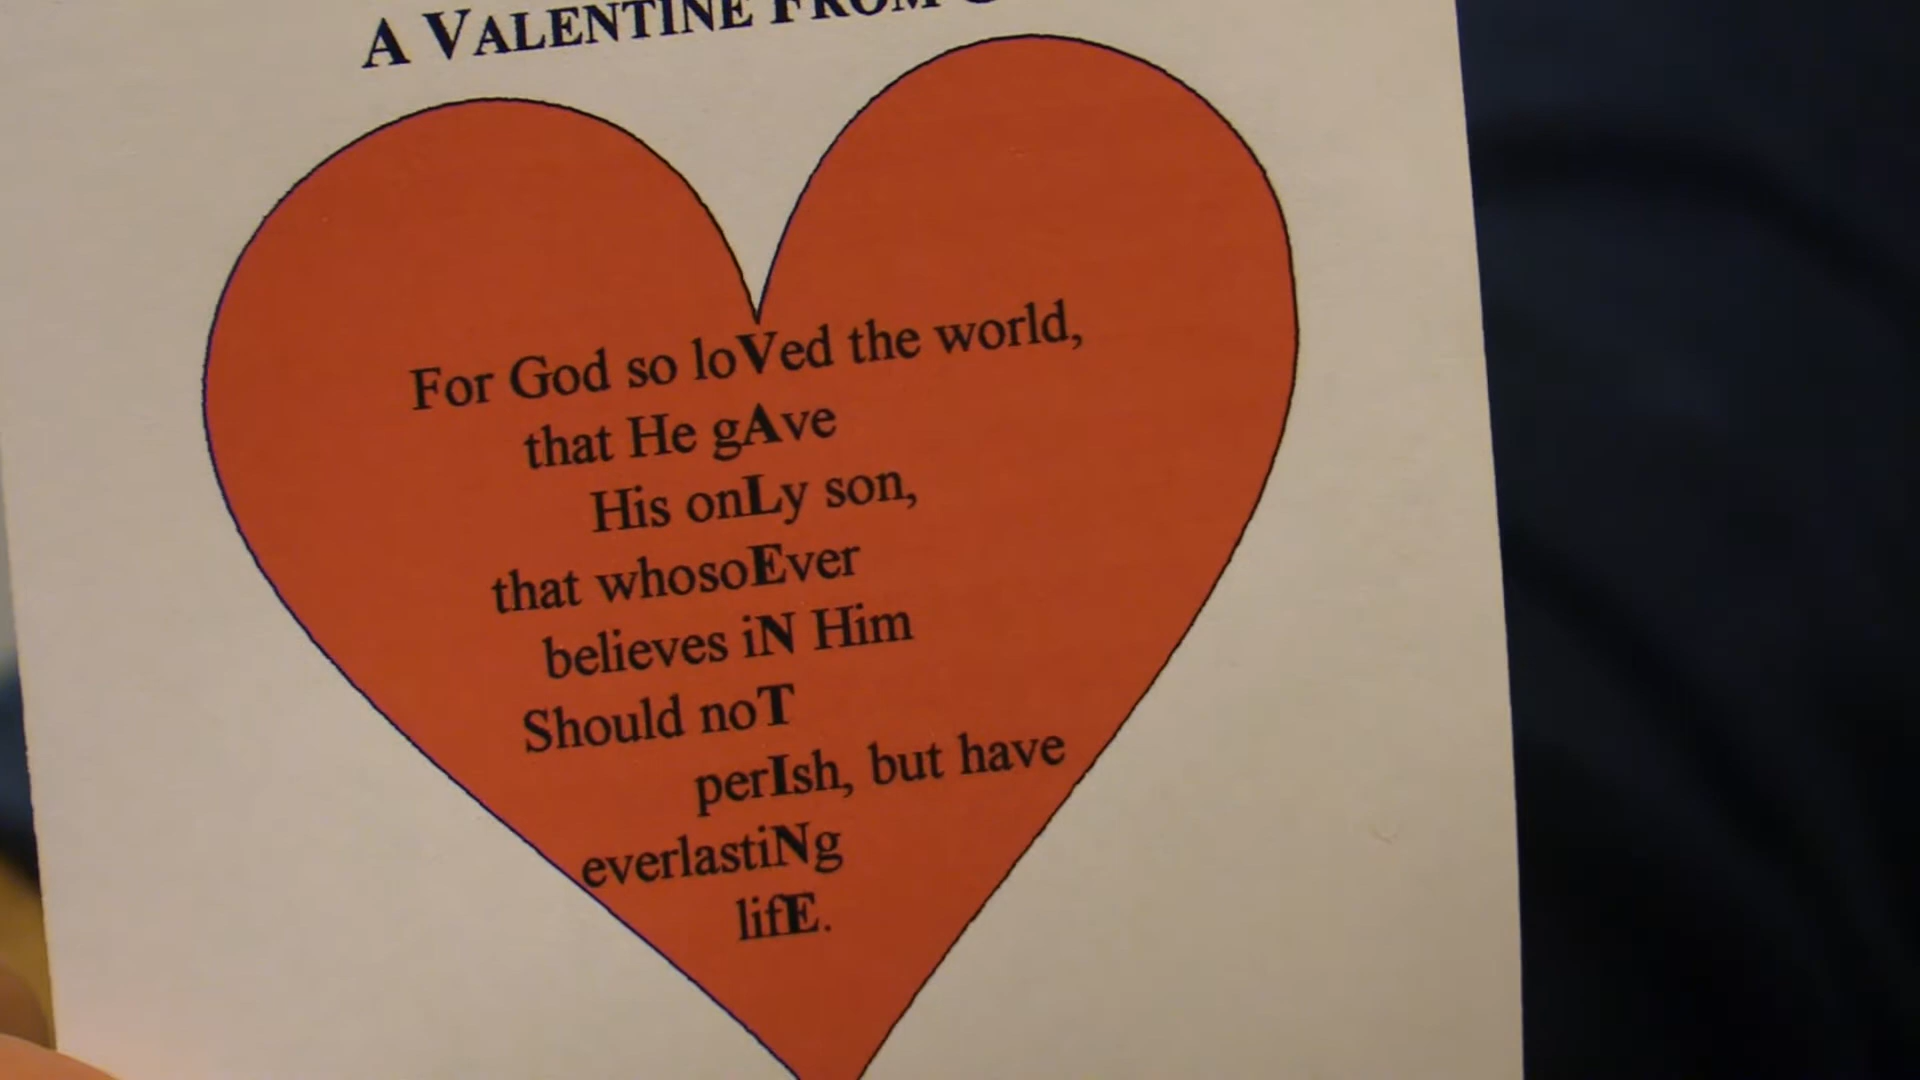 A VALENTINE FROM
For God so loVed the world,
that He gAve
His onLy son,
that whosoEver
believes iN Him
Should noT
perIsh, but have
everlastiNg
lifE.